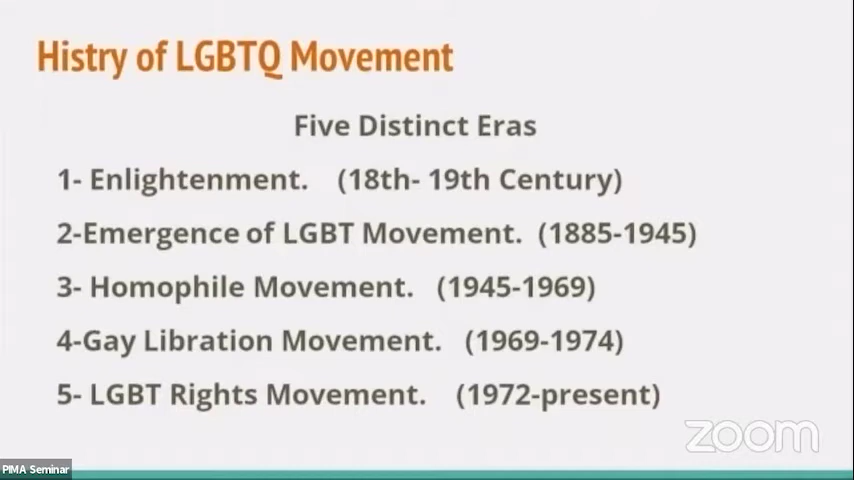 Histry of LGBTQ Movement
Five Distinct Eras
1- Enlightenment. (18th- 19th Century)
2-Emergence of LGBT Movement. (1885-1945)
3- Homophile Movement. (1945-1969)
4-Gay Libration Movement. (1969-1974)
5- LGBT Rights Movement. (1972-present)
zoom
PIMA Seminar